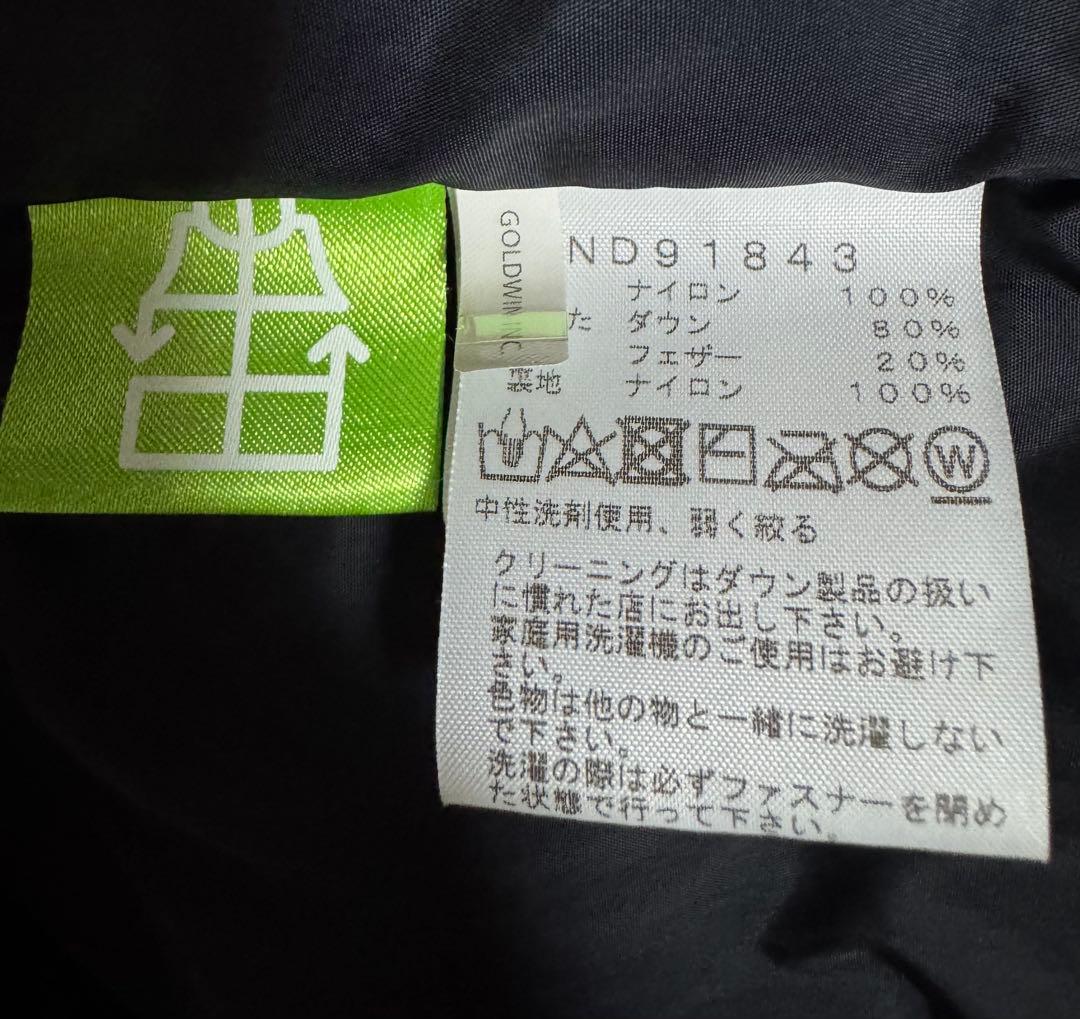 GOLDWIN INC
ND91843
ナイロン 100%
た ダウン 80%
フェザー 20%
裏地 ナイロン 100%
W
中性洗剤使用、弱く絞る
クリーニングはダウン製品の扱い
に慣れた店にお出し下さい。
家庭用洗濯機のご使用はお避け下
さい。
色物は他の物と一緒に洗濯しない
で下さい。
洗濯の際は必ずファスナーを閉め
た状態で行って下さい。